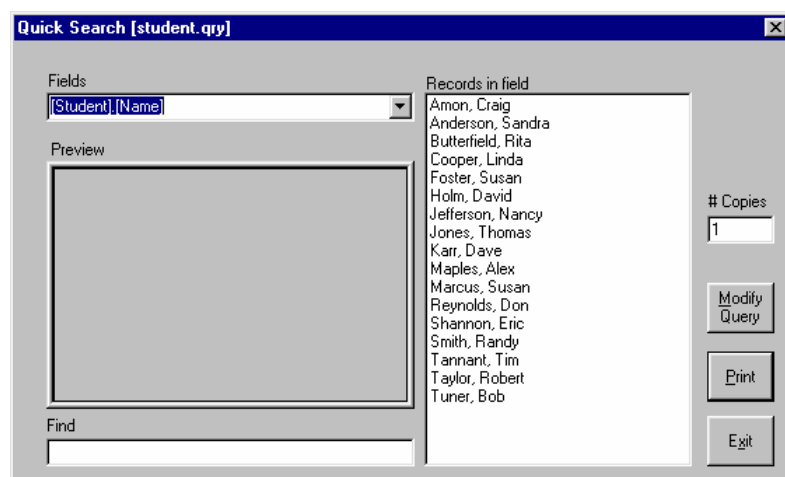 Quick Search [student.qry]
Fields
[Student].[Name]
Preview
Find
Records in field
Amon, Craig
Anderson, Sandra
Butterfield, Rita
Cooper, Linda
Foster, Susan
Holm, David
Jefferson, Nancy
Jones, Thomas
Karr, Dave
Maples, Alex
Marcus, Susan
Reynolds, Don
Shannon, Eric
Smith, Randy
Tannant, Tim
Taylor, Robert
Tuner, Bob
# Copies
1
Modify
Query
Print
Exit